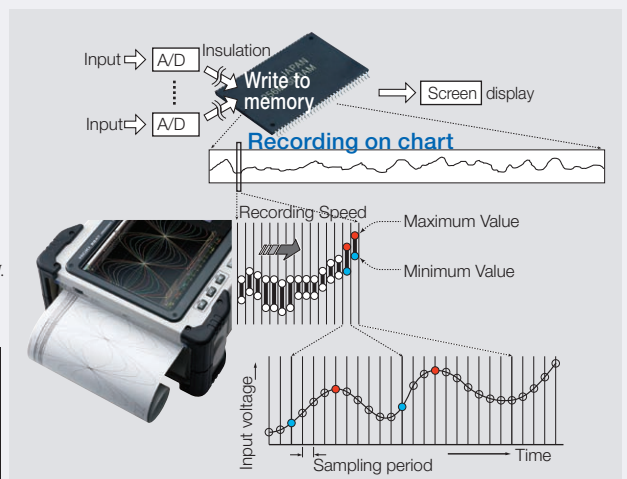 Input
A/D
Insulation
Write to
memory
JAPAN
Screen
display
Input
A/D
Recording on chart
Recording Speed
Maximum Value
Minimum Value
Input voltage
Sampling period
Time